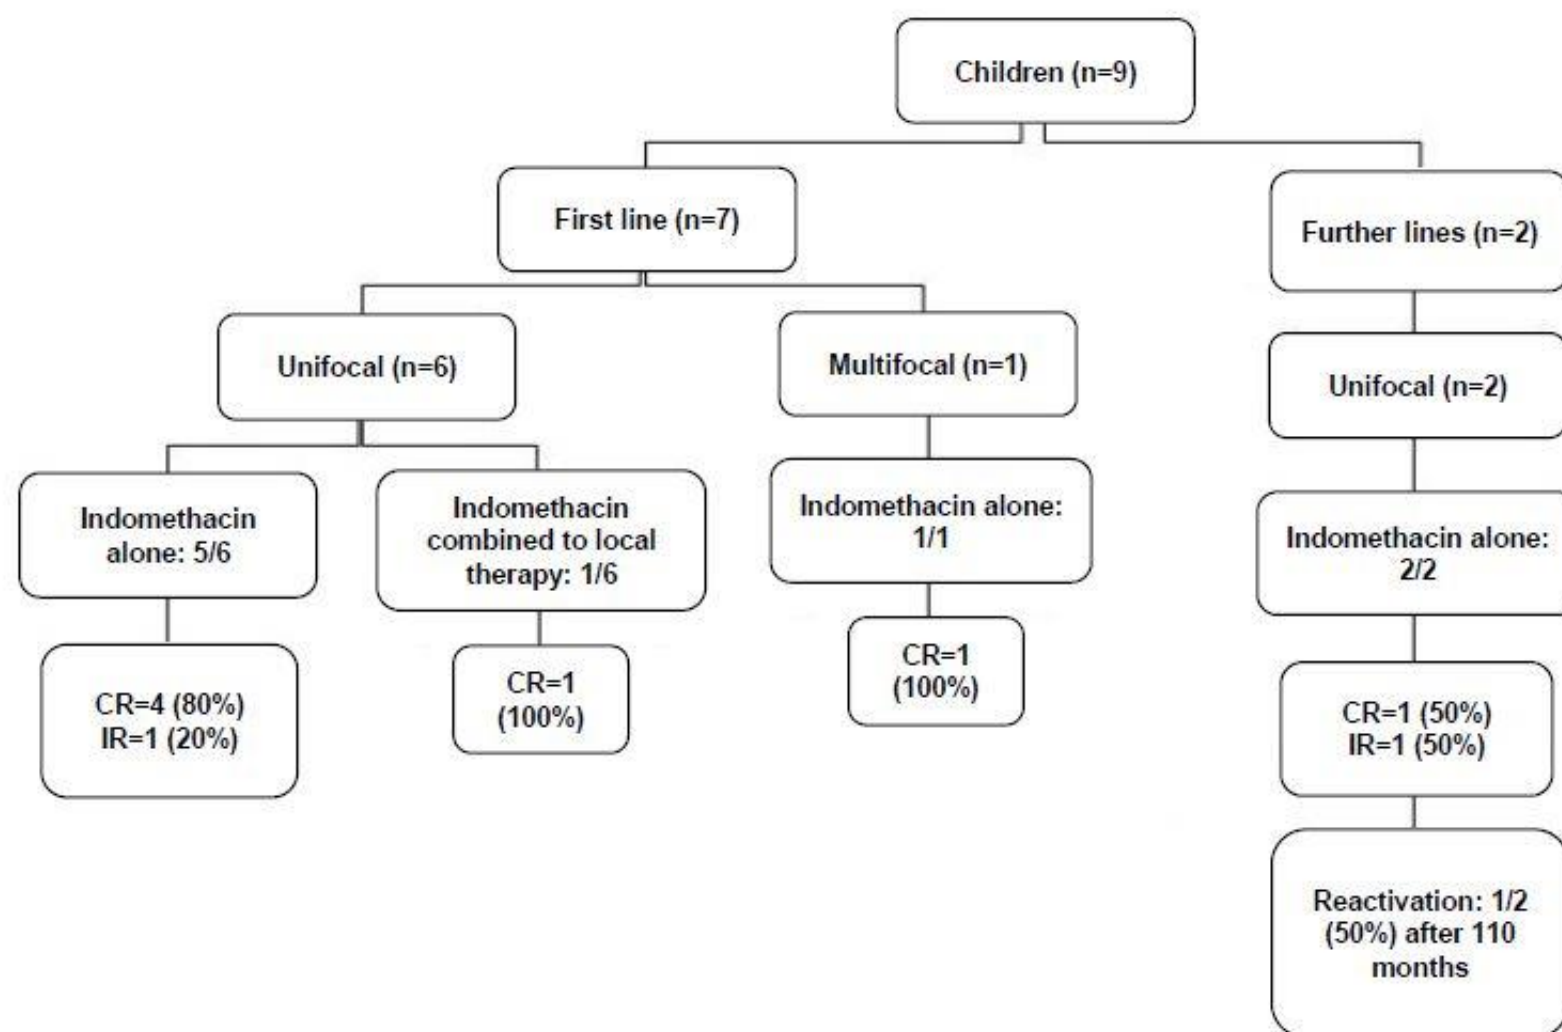 Children (n=9)
First line (n=7)
Further lines (n=2)
Unifocal (n=6)
Multifocal (n=1)
Unifocal (n=2)
Indomethacin
alone: 5/6
Indomethacin
combined to local
therapy: 1/6
Indomethacin alone:
1/1
Indomethacin alone:
2/2
CR=4 (80%)
IR=1 (20%)
CR=1
(100%)
CR=1
(100%)
CR=1 (50%)
IR=1 (50%)
Reactivation: 1/2
(50%) after 110
months